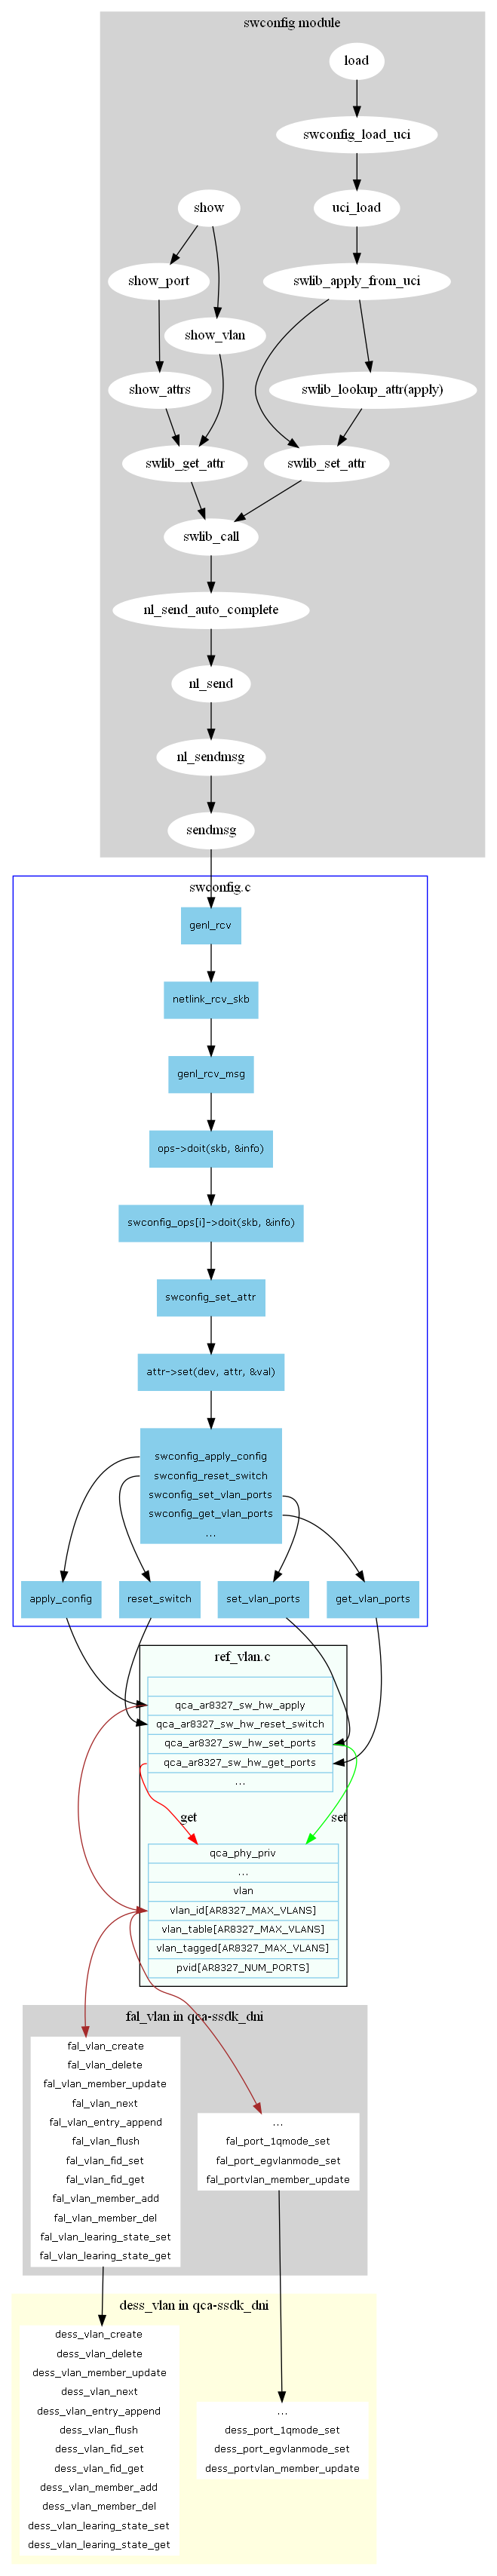 swconfig module
load
swconfig_load_uci
show
uci_load
show_port
swlib_apply_from_uci
show_vlan
show_attrs
swlib_lookup_attr(apply)
swlib_get_attr
swlib_set_attr
swlib_call
nl_send_auto_complete
nl_send
nl_sendmsg
sendmsg
swconfig.c
genl_rcv
netlink_rcv_skb
genl_rcv_msg
ops->doit(skb, &info)
swconfig_ops[i]->doit(skb, &info)
swconfig_set_attr
attr->set(dev, attr, &val)
swconfig_apply_config
swconfig_reset_switch
swconfig_set_vlan_ports
swconfig_get_vlan_ports
...
apply_config
reset_switch
set_vlan_ports
get_vlan_ports
ref_vlan.c
qca_ar8327_sw_hw_apply
qca_ar8327_sw_hw_reset_switch
qca_ar8327_sw_hw_set_ports
qca_ar8327_sw_hw_get_ports
...
get
set
qca_phy_priv
...
vlan
vlan_id[AR8327_MAX_VLANS]
vlan_table[AR8327_MAX_VLANS]
vlan_tagged[AR8327_MAX_VLANS]
pvid[AR8327_NUM_PORTS]
fal_vlan in qca-ssdk_dni
fal_vlan_create
fal_vlan_delete
fal_vlan_member_update
fal_vlan_next
fal_vlan_entry_append
fal_vlan_flush
fal_vlan_fid_set
fal_vlan_fid_get
fal_vlan_member_add
fal_vlan_member_del
fal_vlan_learing_state_set
fal_vlan_learing_state_get
...
fal_port_1qmode_set
fal_port_egvlanmode_set
fal_portvlan_member_update
dess_vlan in qca-ssdk_dni
dess_vlan_create
dess_vlan_delete
dess_vlan_member_update
dess_vlan_next
dess_vlan_entry_append
dess_vlan_flush
dess_vlan_fid_set
dess_vlan_fid_get
dess_vlan_member_add
dess_vlan_member_del
dess_vlan_learing_state_set
dess_vlan_learing_state_get
...
dess_port_1qmode_set
dess_port_egvlanmode_set
dess_portvlan_member_update